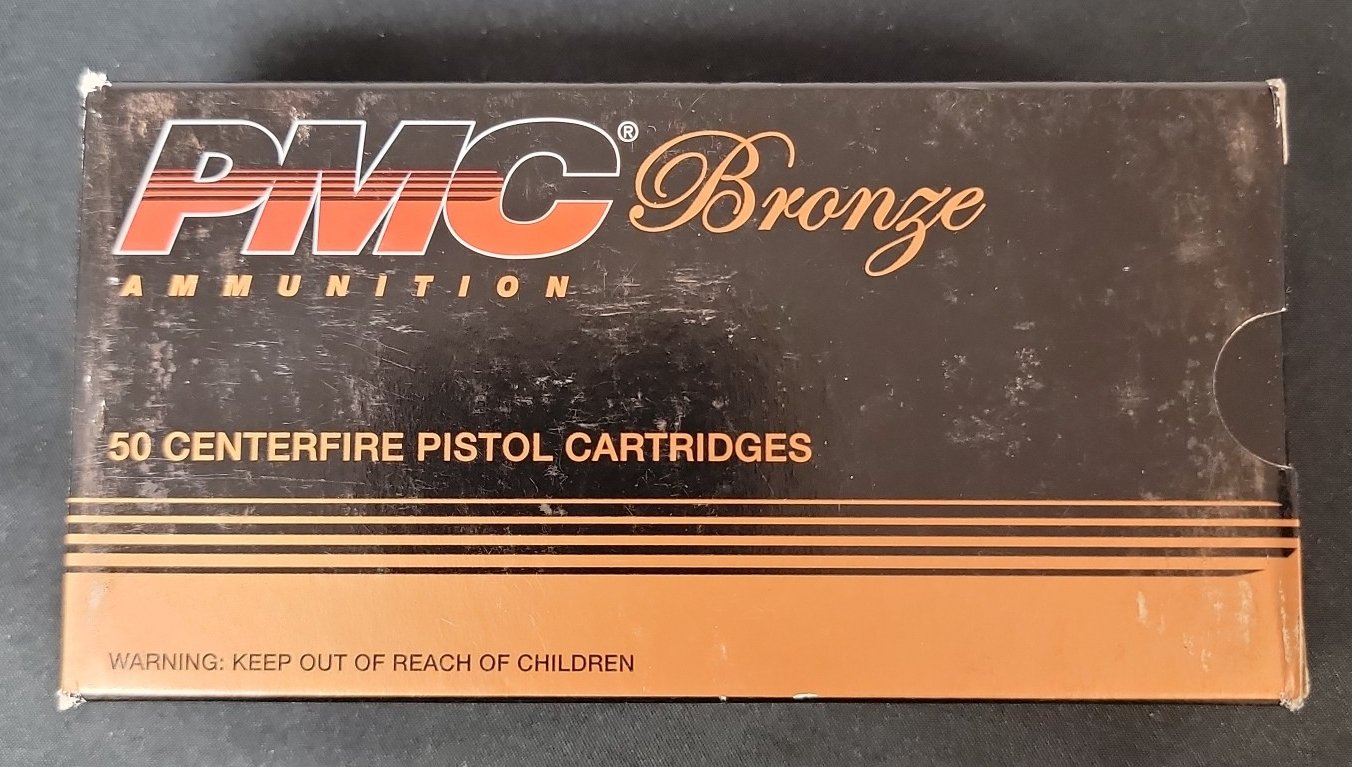 PMC® Bronze
AMMUNITION
50 CENTERFIRE PISTOL CARTRIDGES
WARNING: KEEP OUT OF REACH OF CHILDREN